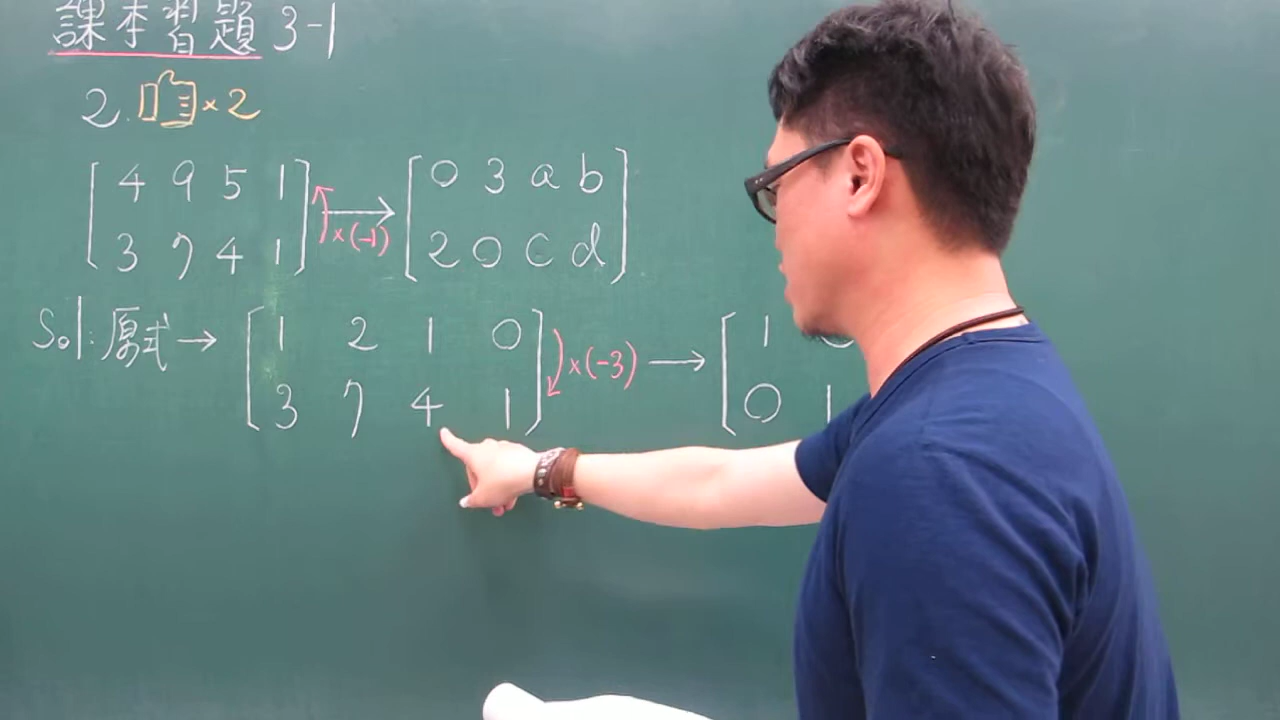 課本習題 3-1
2. ×2
[4 9 5 1] [0 3 a b]
[3 7 4 1] ×(-1) → [2 0 c d]
Sol: 原式 → [1 2 1 0] ×(-3) → [1
[3 7 4 1] [0 1